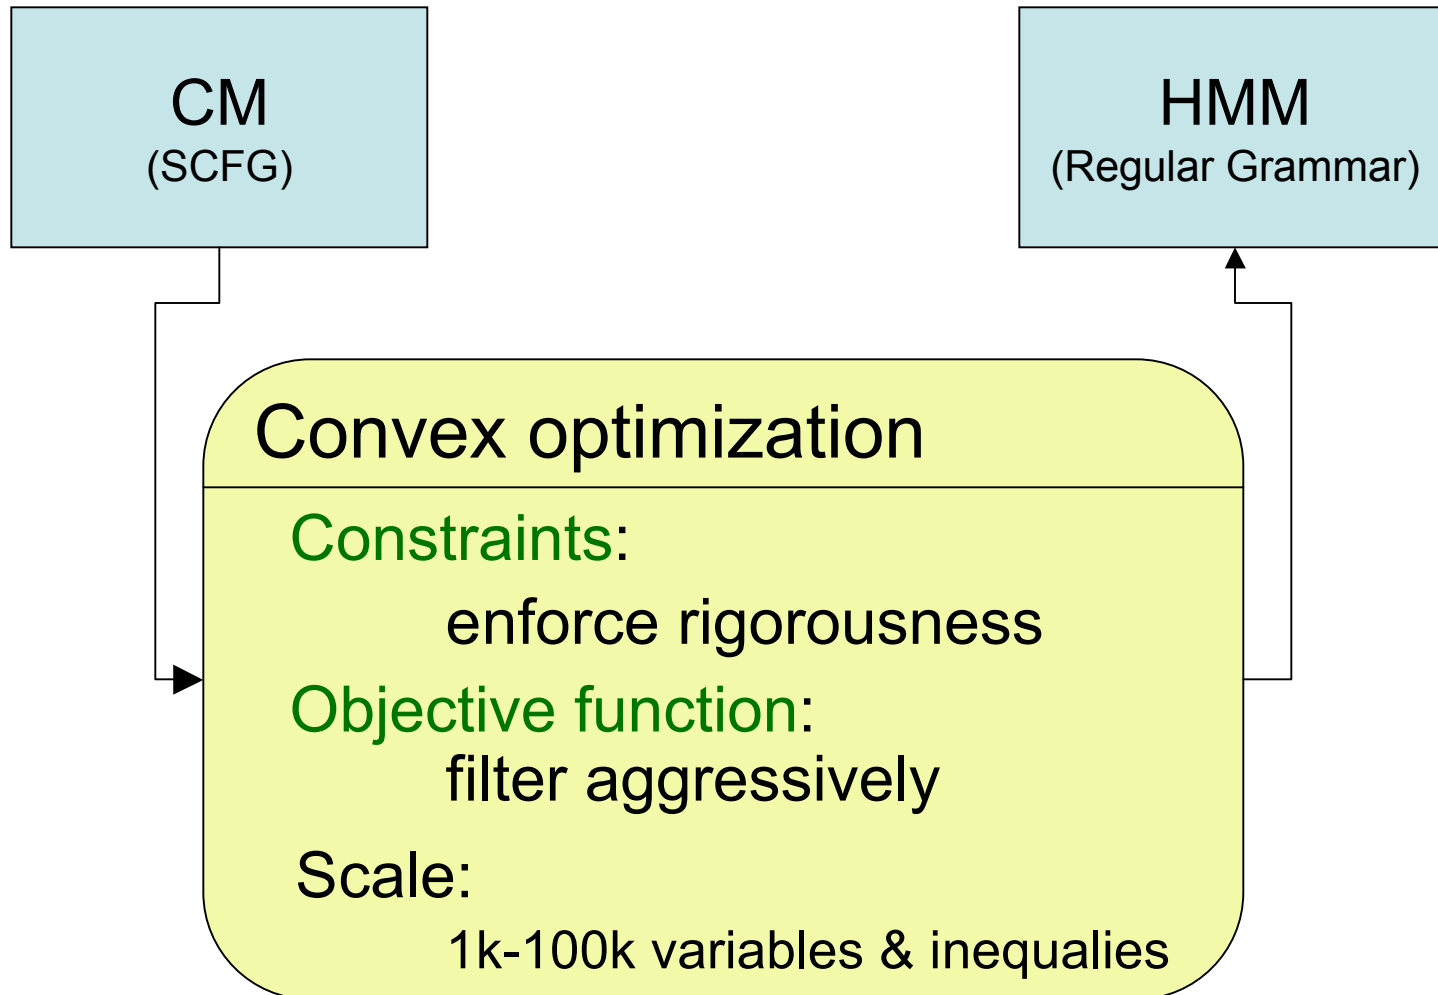 CM
(SCFG)
HMM
(Regular Grammar)
Convex optimization
Constraints:
enforce rigorousness
Objective function:
filter aggressively
Scale:
1k-100k variables & inequalies